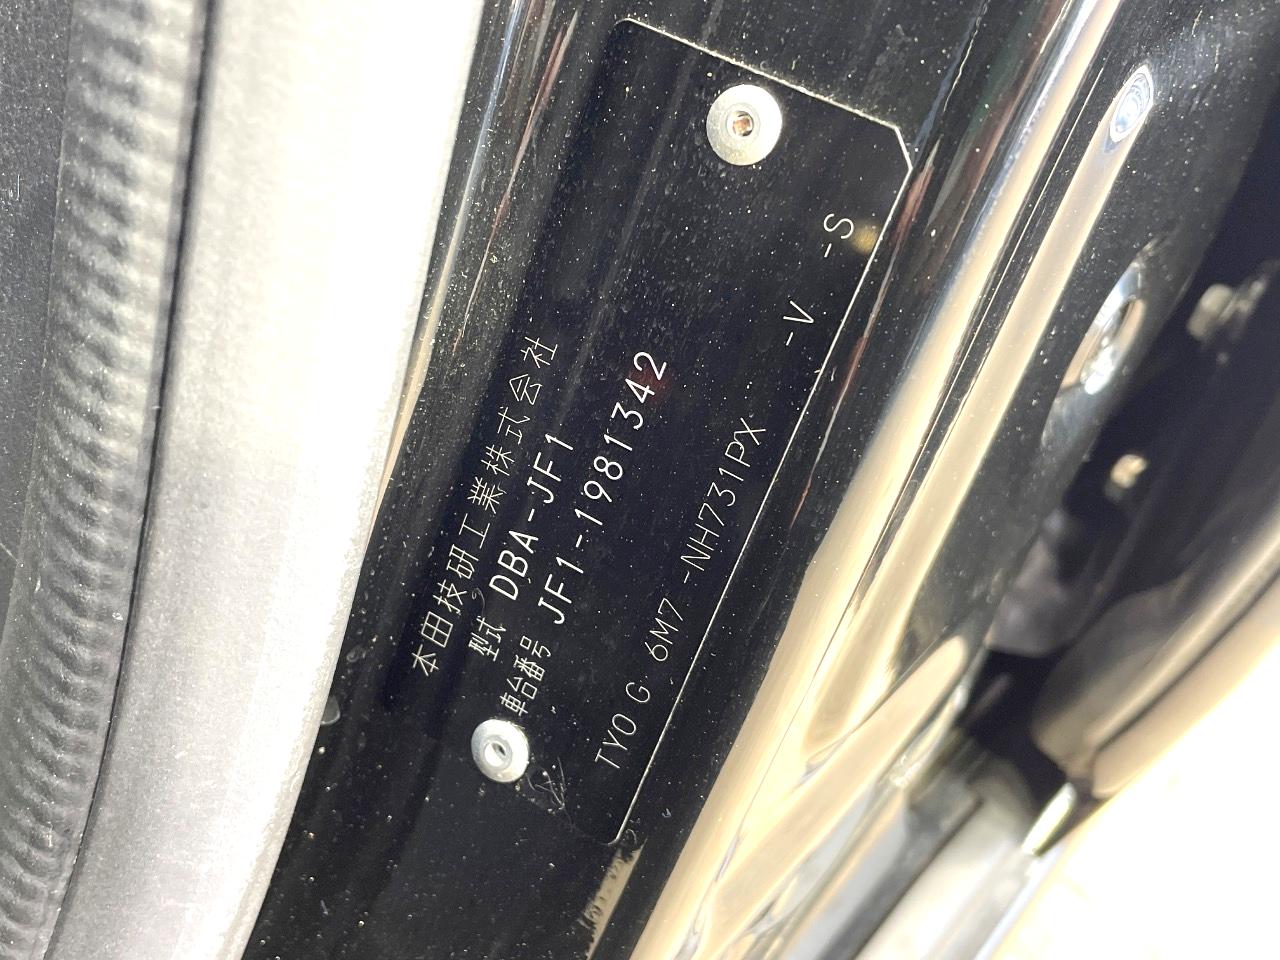 本田技研工業株式会社
型式 DBA-JF1
車台番号 JF1-1981342
TYO G 6M7 -NH731PX -V -S